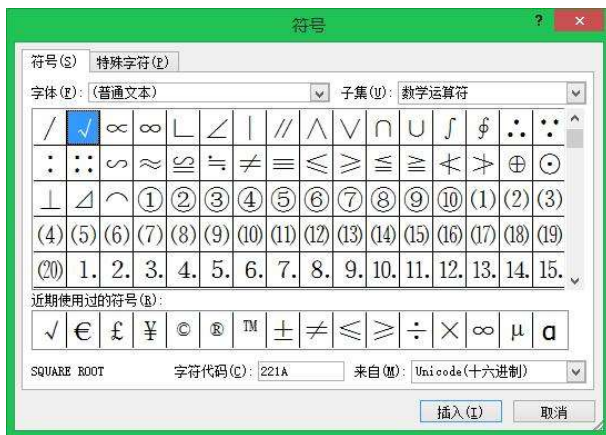 符号 ? ×
符号(S) 特殊字符(P)
字体(F): (普通文本) 子集(U): 数学运算符
∕ √ ∝ ∞ ∟ ∠ ∣ ∥ ∧ ∨ ∩ ∪ ∫ ∮ ∴ ∵
∶ ∷ ∽ ≈ ≌ ≒ ≠ ≡ ≤ ≥ ≦ ≧ ≮ ≯ ⊕ ⊙
⊥ ⊿ ⌒ ① ② ③ ④ ⑤ ⑥ ⑦ ⑧ ⑨ ⑩ ⑴ ⑵ ⑶
⑷ ⑸ ⑹ ⑺ ⑻ ⑼ ⑽ ⑾ ⑿ ⒀ ⒁ ⒂ ⒃ ⒄ ⒅ ⒆
⒇ ⒈ ⒉ ⒊ ⒋ ⒌ ⒍ ⒎ ⒏ ⒐ ⒑ ⒒ ⒓ ⒔ ⒕ ⒖
近期使用过的符号(R):
√ € £ ¥ © ® ™ ± ≠ ≤ ≥ ÷ × ∞ µ ɑ
SQUARE ROOT 字符代码(C): 221A 来自(M): Unicode(十六进制)
插入(I) 取消